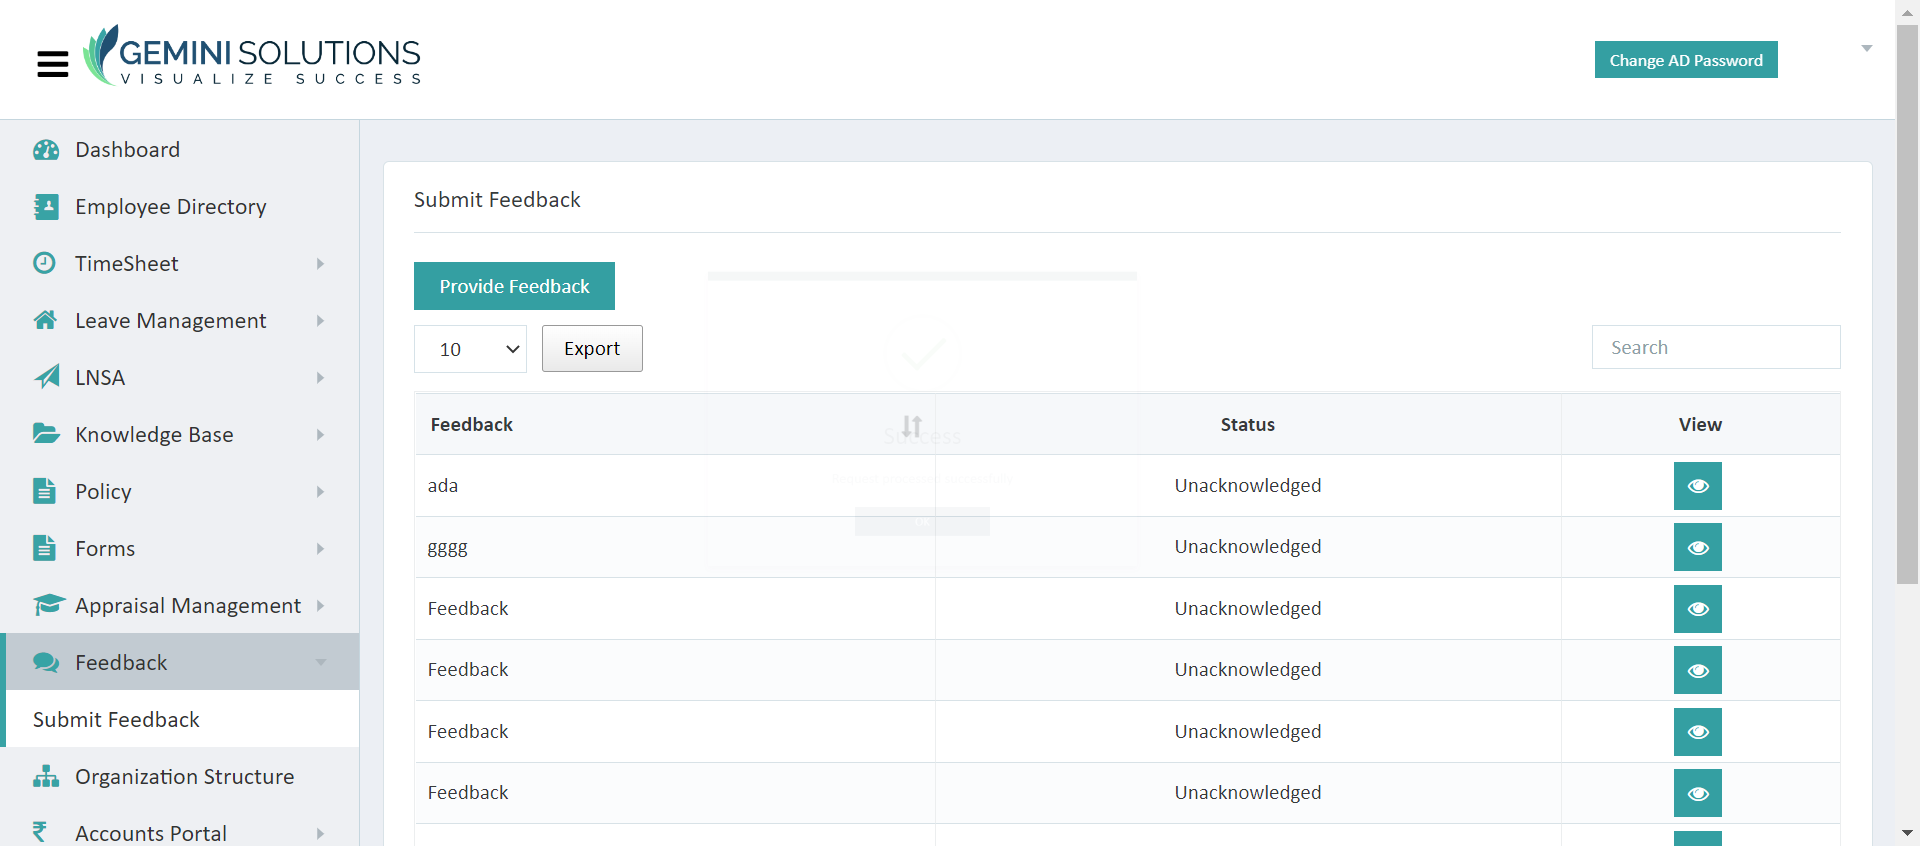 GEMINI SOLUTIONS
VISUALIZE SUCCESS
Change AD Password
Dashboard
Employee Directory
TimeSheet
Leave Management
LNSA
Knowledge Base
Policy
Forms
Appraisal Management
Feedback
Submit Feedback
Organization Structure
Accounts Portal
Submit Feedback
Provide Feedback
10
Export
Search
Feedback
Status
View
Success
ada
Unacknowledged
gggg
Unacknowledged
Feedback
Unacknowledged
Feedback
Unacknowledged
Feedback
Unacknowledged
Feedback
Unacknowledged